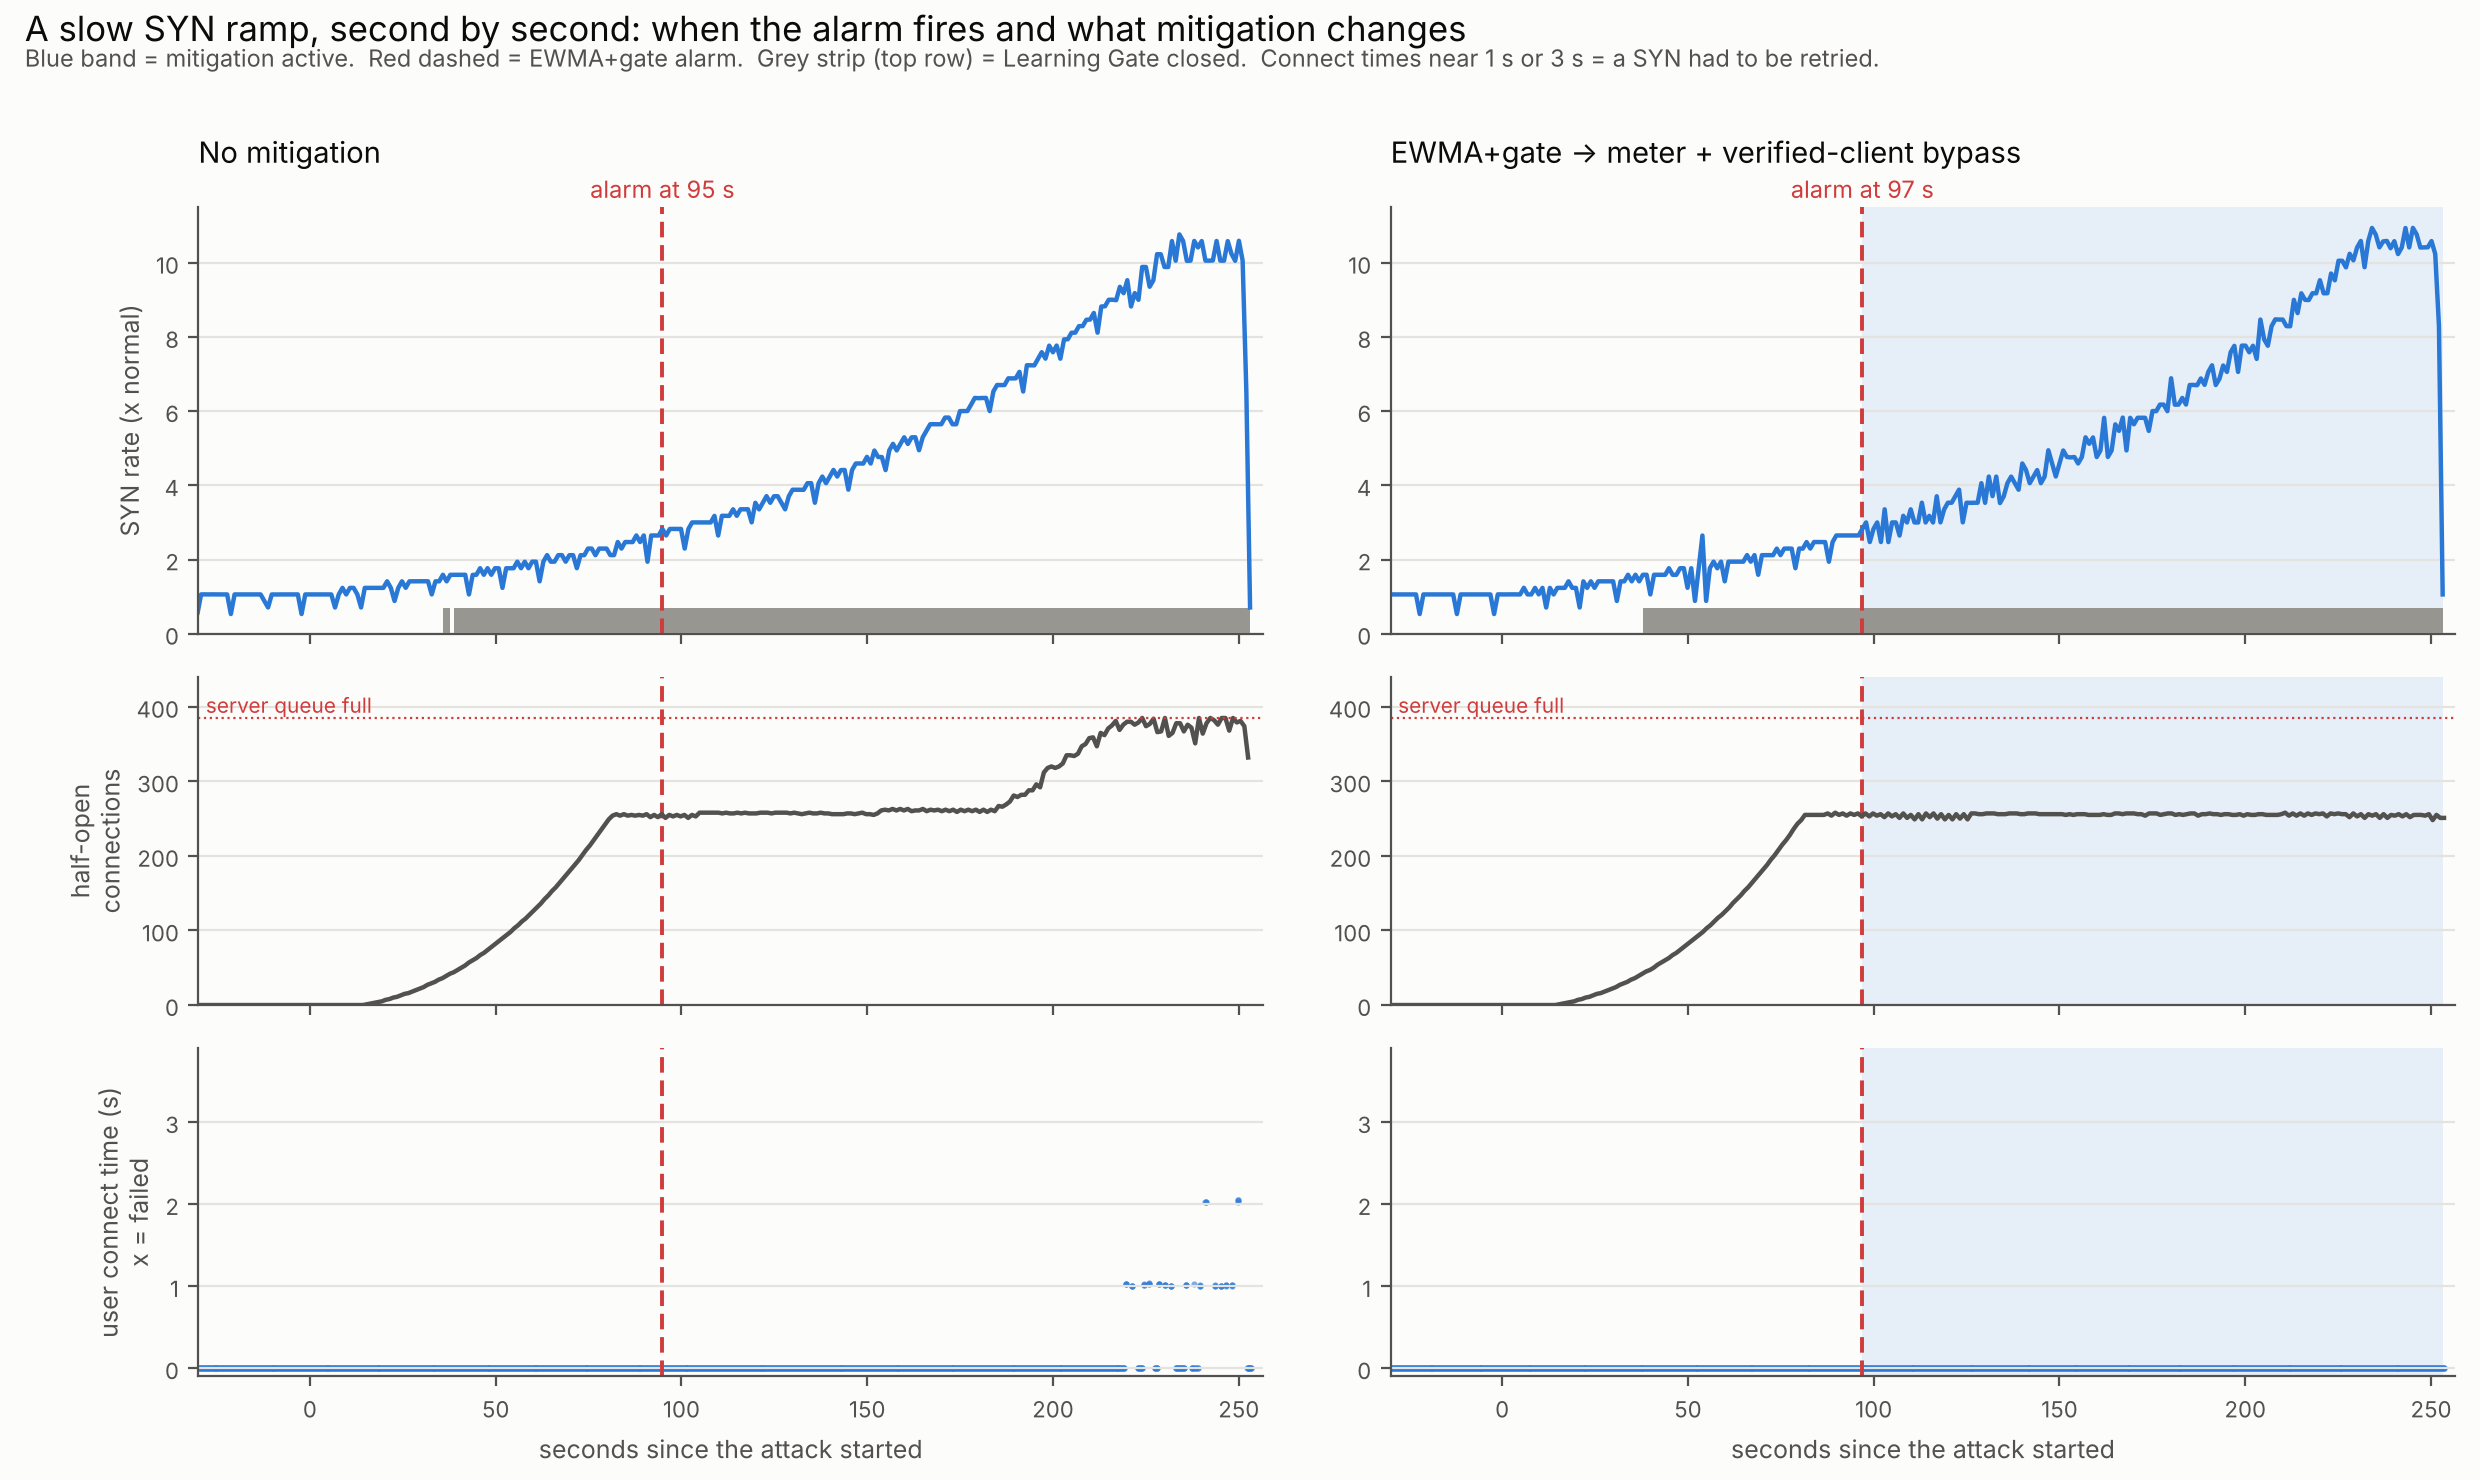 A slow SYN ramp, second by second: when the alarm fires and what mitigation changes
Blue band = mitigation active.  Red dashed = EWMA+gate alarm.  Grey strip (top row) = Learning Gate closed.  Connect times near 1 s or 3 s = a SYN had to be retried.
No mitigation
alarm at 95 s
SYN rate (x normal)
10
8
6
4
2
0
EWMA+gate → meter + verified-client bypass
alarm at 97 s
10
8
6
4
2
0
server queue full
half-open
connections
400
300
200
100
0
server queue full
400
300
200
100
0
user connect time (s)
x = failed
3
2
1
0
0 50 100 150 200 250
seconds since the attack started
3
2
1
0
0 50 100 150 200 250
seconds since the attack started